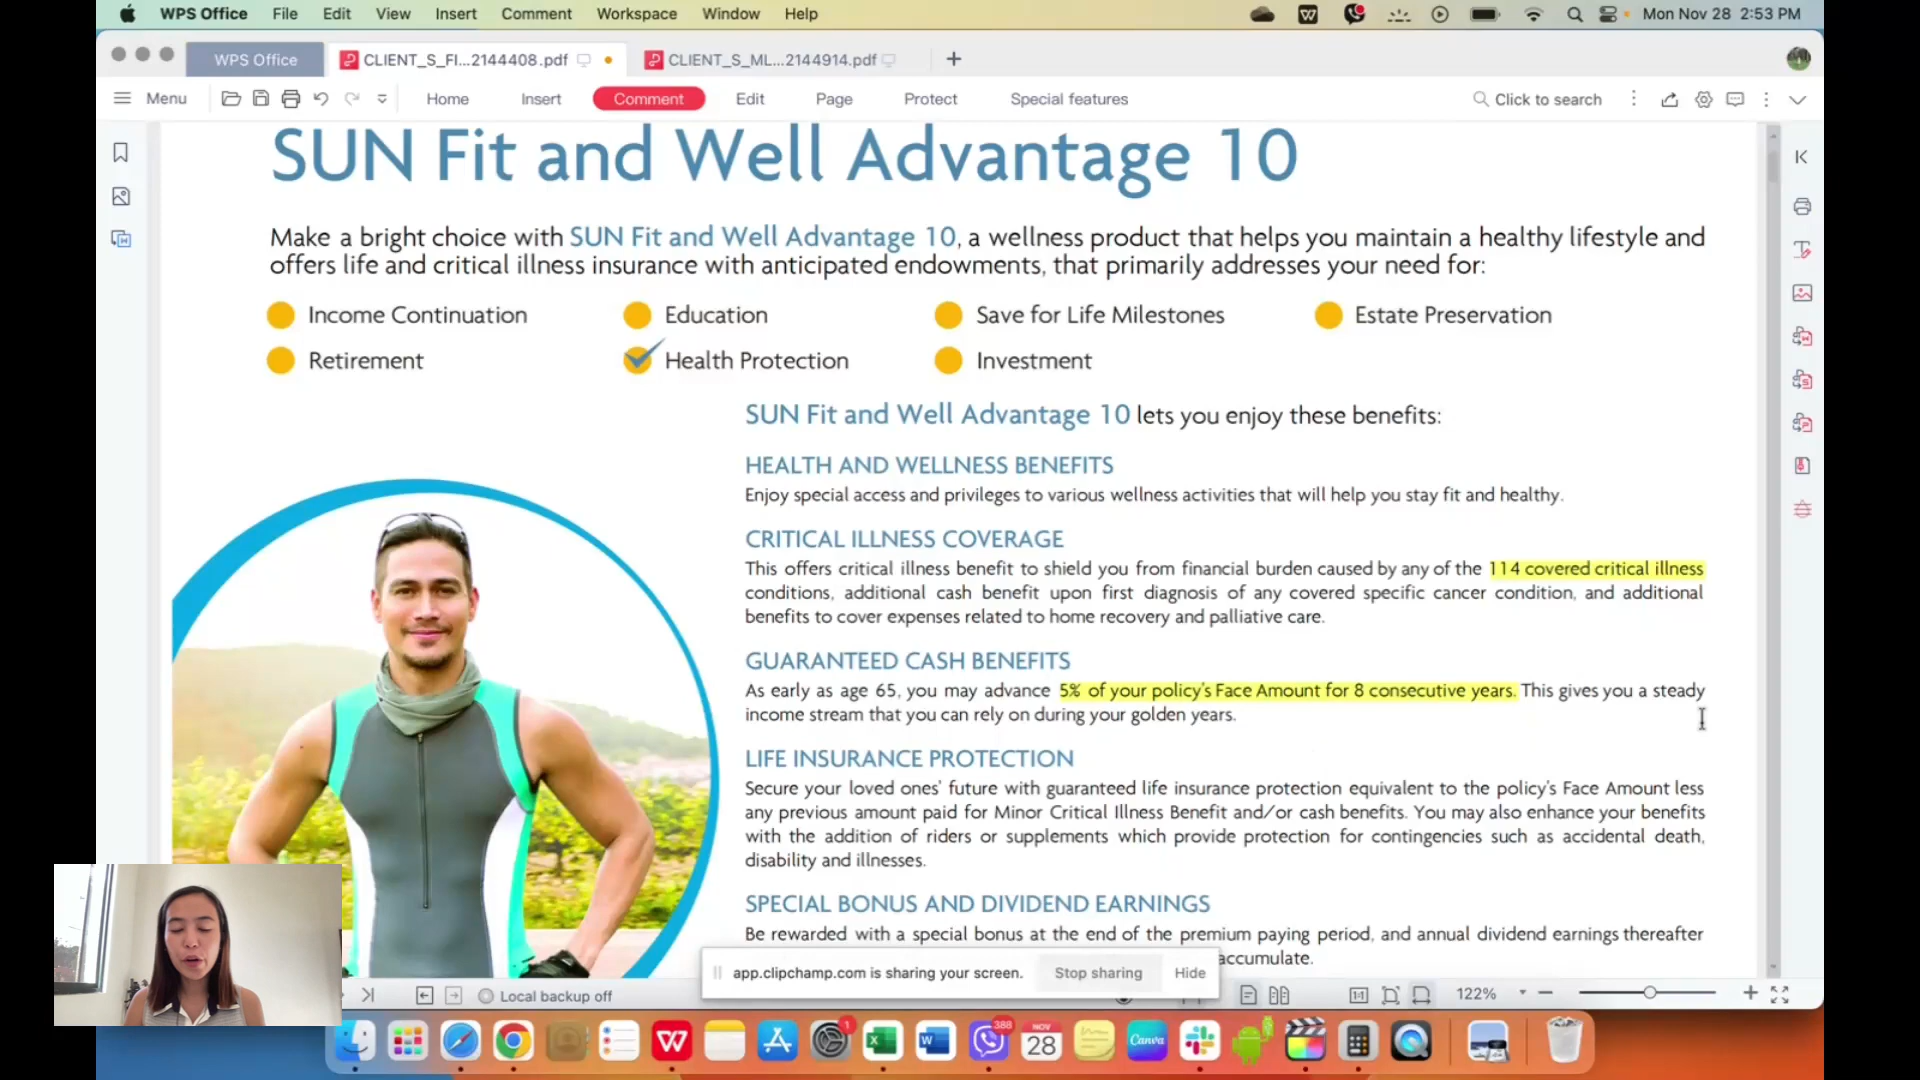 WPS Office File Edit View Insert Comment Workspace Window Help Mon Nov 28 2:53 PM
WPS Office CLIENT_S_FI...2144408.pdf CLIENT_S_ML...2144914.pdf
Menu Home Insert Comment Edit Page Protect Special features Click to search
SUN Fit and Well Advantage 10
Make a bright choice with SUN Fit and Well Advantage 10, a wellness product that helps you maintain a healthy lifestyle and
offers life and critical illness insurance with anticipated endowments, that primarily addresses your need for:
Income Continuation Education Save for Life Milestones Estate Preservation
Retirement Health Protection Investment
SUN Fit and Well Advantage 10 lets you enjoy these benefits:
HEALTH AND WELLNESS BENEFITS
Enjoy special access and privileges to various wellness activities that will help you stay fit and healthy.
CRITICAL ILLNESS COVERAGE
This offers critical illness benefit to shield you from financial burden caused by any of the 114 covered critical illness
conditions, additional cash benefit upon first diagnosis of any covered specific cancer condition, and additional
benefits to cover expenses related to home recovery and palliative care.
GUARANTEED CASH BENEFITS
As early as age 65, you may advance 5% of your policy's Face Amount for 8 consecutive years. This gives you a steady
income stream that you can rely on during your golden years.
LIFE INSURANCE PROTECTION
Secure your loved ones' future with guaranteed life insurance protection equivalent to the policy's Face Amount less
any previous amount paid for Minor Critical Illness Benefit and/or cash benefits. You may also enhance your benefits
with the addition of riders or supplements which provide protection for contingencies such as accidental death,
disability and illnesses.
SPECIAL BONUS AND DIVIDEND EARNINGS
Be rewarded with a special bonus at the end of the premium paying period, and annual dividend earnings thereafter
accumulate.
app.clipchamp.com is sharing your screen. Stop sharing Hide
Local backup off 122%
1
388
NOV
28
Canva